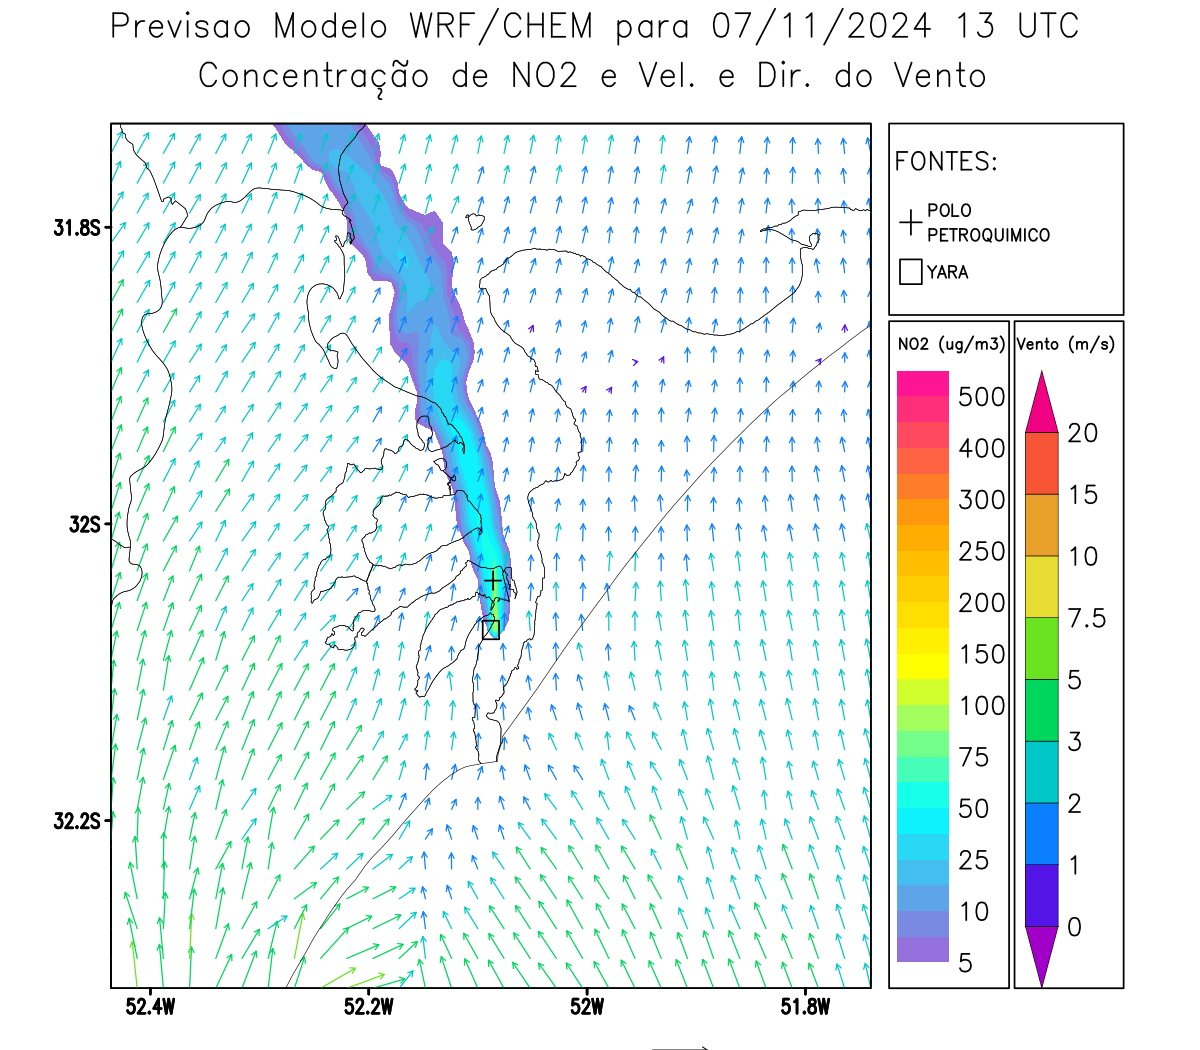 Previsao Modelo WRF/CHEM para 07/11/2024 13 UTC
Concentração de NO2 e Vel. e Dir. do Vento
FONTES:
POLO
PETROQUIMICO
YARA
31.8S
32S
32.2S
52.4W 52.2W 52W 51.8W
NO2 (ug/m3)
500
400
300
250
200
150
100
75
50
25
10
5
Vento (m/s)
20
15
10
7.5
5
3
2
1
0